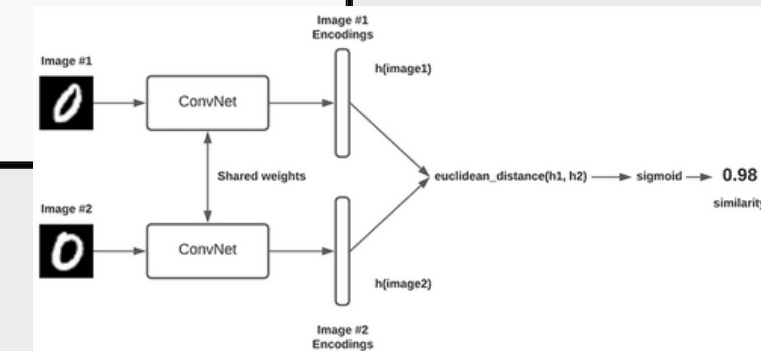 Image #1
Encodings
Image #1
h(image1)
ConvNet
Shared weights
euclidean_distance(h1, h2)
sigmoid
0.98
similarity
Image #2
ConvNet
h(image2)
Image #2
Encodings